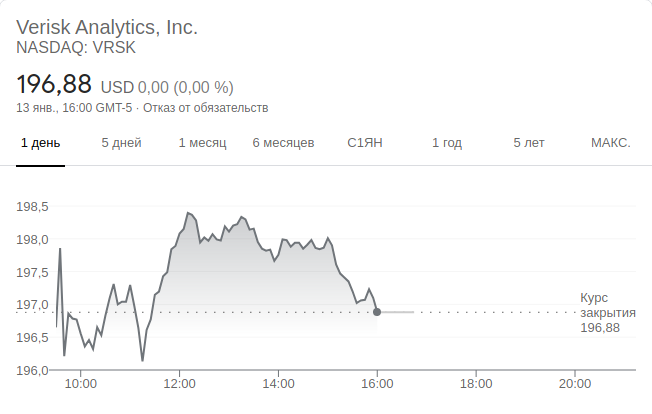 Verisk Analytics, Inc.
NASDAQ: VRSK
196,88 USD 0,00 (0,00 %)
13 янв., 16:00 GMT-5 · Отказ от обязательств
1 день 5 дней 1 месяц 6 месяцев С1ЯН 1 год 5 лет МАКС.
198,5
198,0
197,5
197,0
196,5
196,0
Курс
закрытия
196,88
10:00 12:00 14:00 16:00 18:00 20:00